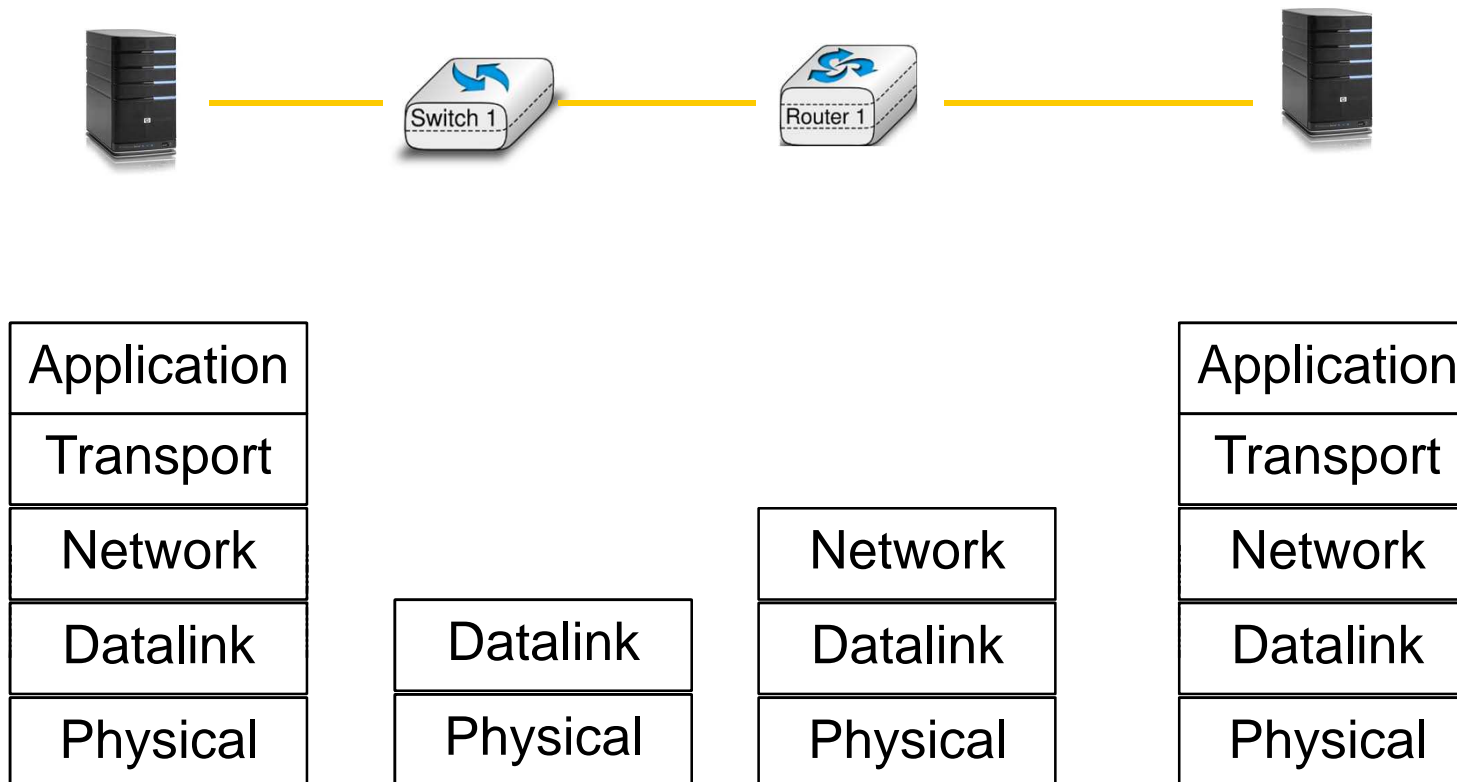 Switch 1
Router 1
Application
Transport
Network
Datalink
Physical
Datalink
Physical
Network
Datalink
Physical
Application
Transport
Network
Datalink
Physical